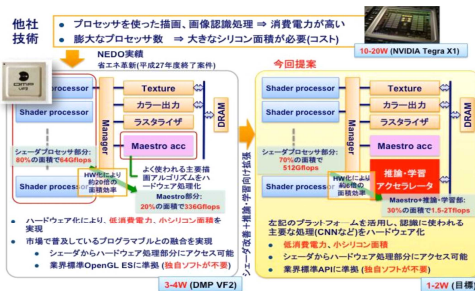 他社
技術
• プロセッサを使った描画、画像認識処理 ⇒ 消費電力が高い
• 膨大なプロセッサ数 ⇒ 大きなシリコン面積が必要(コスト)
10-20W (NVIDIA Tegra X1)
NEDO実績
省エネ革新(平成27年度終了案件)
Shader processor
Shader processor
Shader processor
Manager
Texture
カラー出力
ラスタライザ
Maestro acc
DRAM
シェーダプロセッサ部分:
80%の面積で64Gflops
HW化により
約20倍の面積効率
よく使われる主要描画アルゴリズムをハードウェア処理化
Maestro部分:
20%の面積で336Gflops
• ハードウェア化により、低消費電力、小シリコン面積を
実現
• 市場で普及しているプログラマブルとの融合を実現
シェーダからハードウェア処理部分にアクセス可能
業界標準OpenGL ESに準拠 (独自ソフトが不要)
3-4W (DMP VF2)
シェーダ改善+推論・学習向け拡張
今回提案
Shader processor
Shader processor
Shader
Manager
Texture
カラー出力
ラスタライザ
Maestro acc
推論・学習
アクセラレータ
DRAM
シェーダプロセッサ部分:
70%の面積で
512Gflops
HW化により
面積効率
Maestro+推論・学習部:
30%の面積で1.5-2Tflops
左記のプラットフォームを活用し、認識に使われる
主要な処理(CNNなど)をハードウェア化
• 低消費電力、小シリコン面積
シェーダからハードウェア処理部分にアクセス可能
業界標準APIに準拠 (独自ソフトが不要)
1-2W (目標)